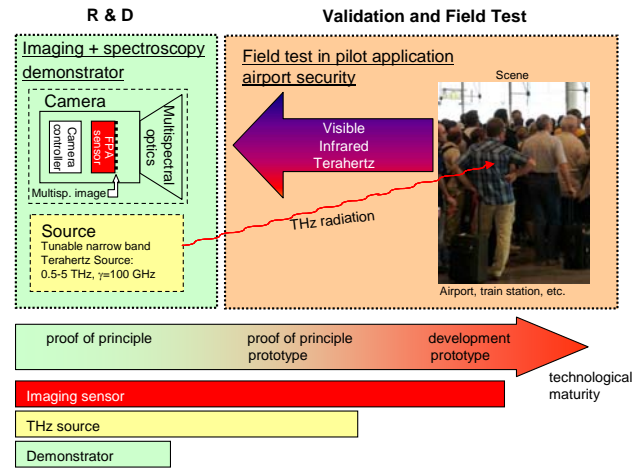 R & D
Validation and Field Test
Imaging + spectroscopy
demonstrator
Camera
Camera
controller
FPA
sensor
Multispectral
optics
Multisp. image
Source
Tunable narrow band
Terahertz Source:
0.5-5 THz, γ=100 GHz
Field test in pilot application
airport security
Scene
Visible
Infrared
Terahertz
THz radiation
Airport, train station, etc.
proof of principle
proof of principle
prototype
development
prototype
technological
maturity
Imaging sensor
THz source
Demonstrator